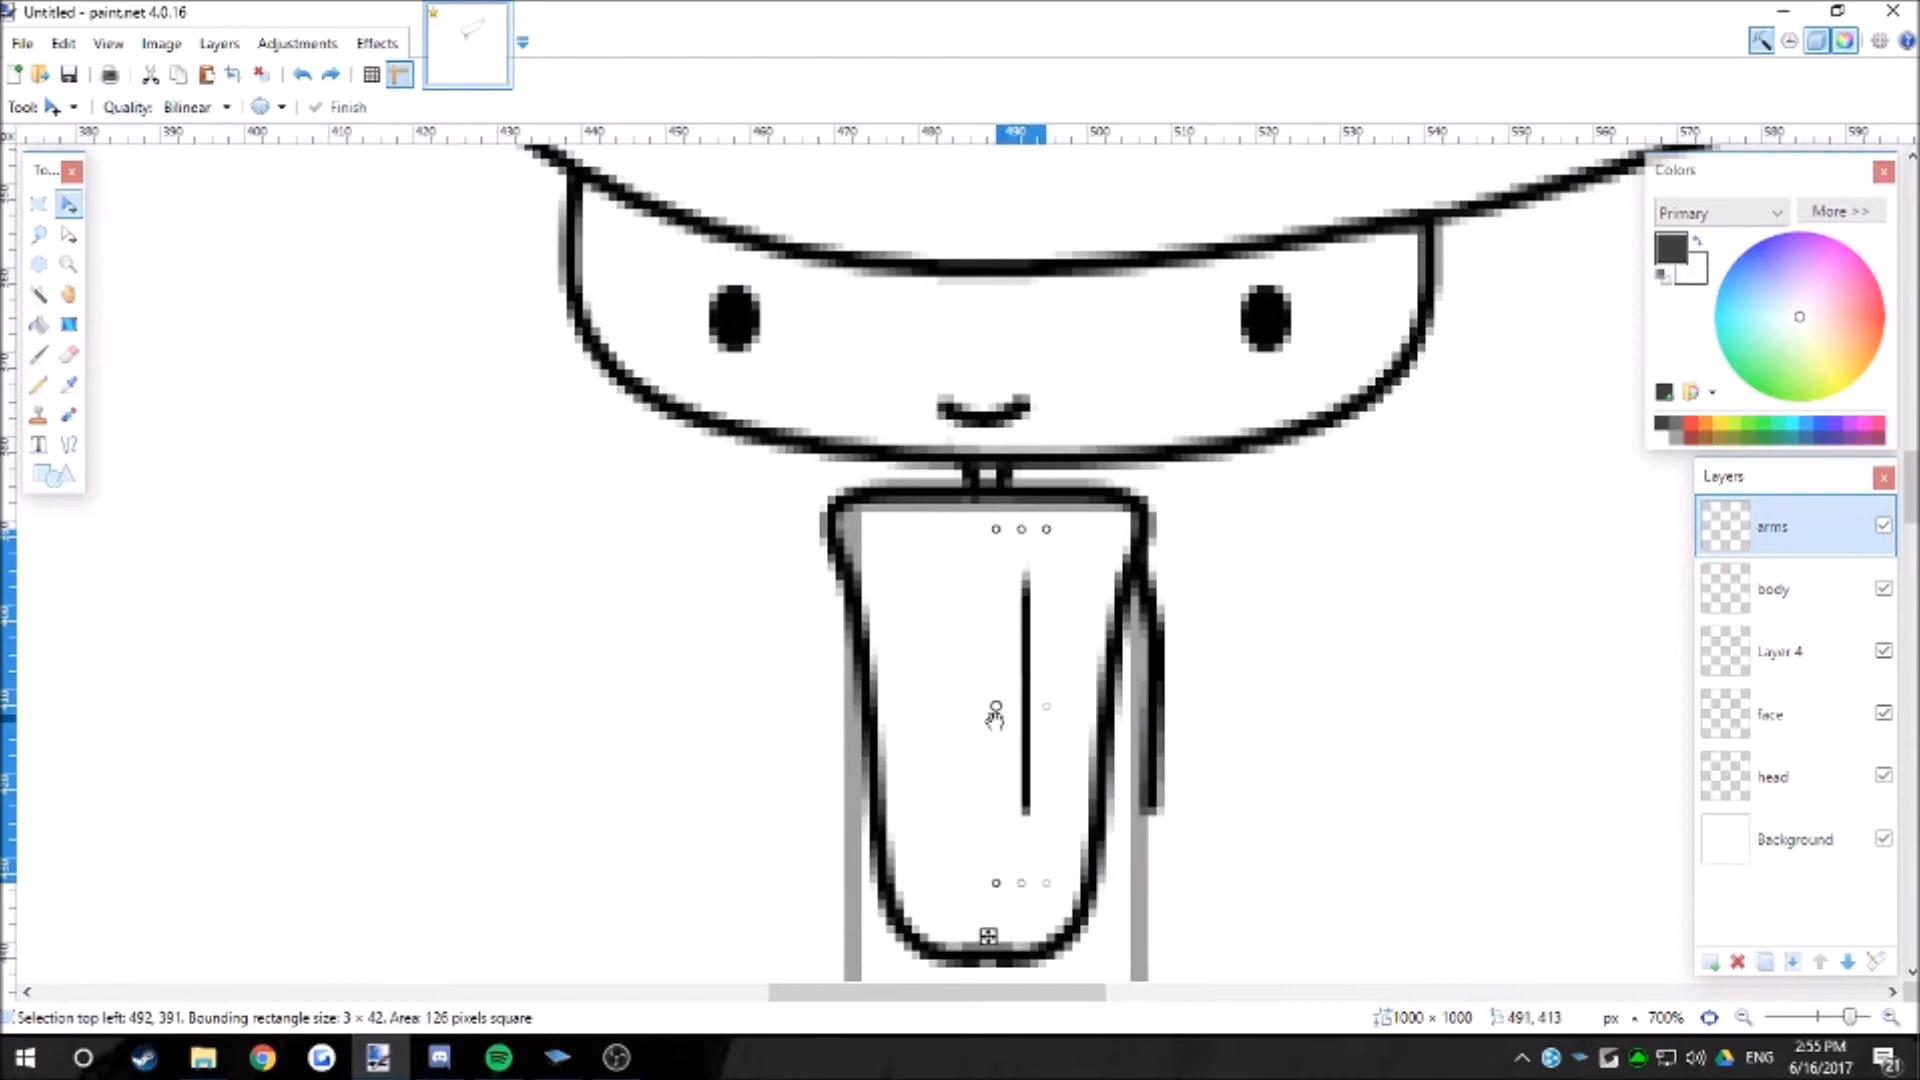 Untitled - paint.net 4.0.16
File Edit View Image Layers Adjustments Effects
Tool: Quality: Bilinear Finish
px 380 390 400 410 420 430 440 450 460 470 480 490 500 510 520 530 540 550 560 570 580 590
To...
Colors
Primary More >>
Layers
arms
body
Layer 4
face
head
Background
Selection top left: 492, 391. Bounding rectangle size: 3 × 42. Area: 126 pixels square
1000 × 1000 491, 413 px 700%
ENG 2:55 PM
6/16/2017
21